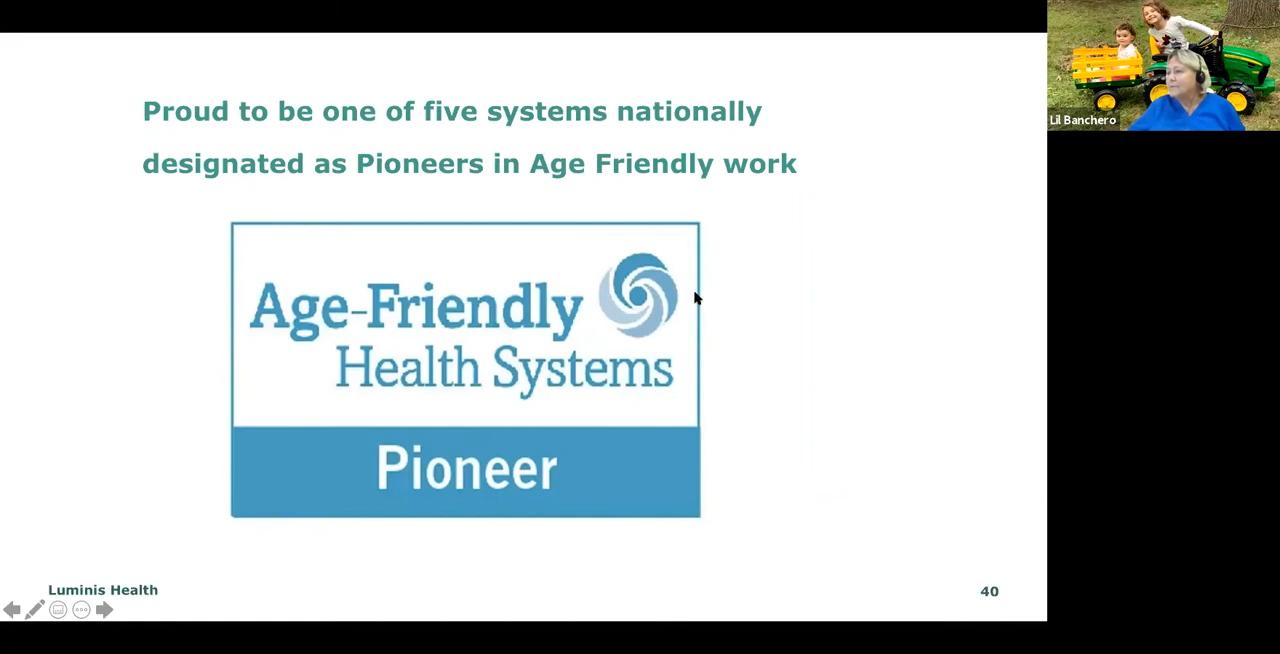 Proud to be one of five systems nationally
designated as Pioneers in Age Friendly work
Age-Friendly
Health Systems
Pioneer
Luminis Health
40
Lil Banchero